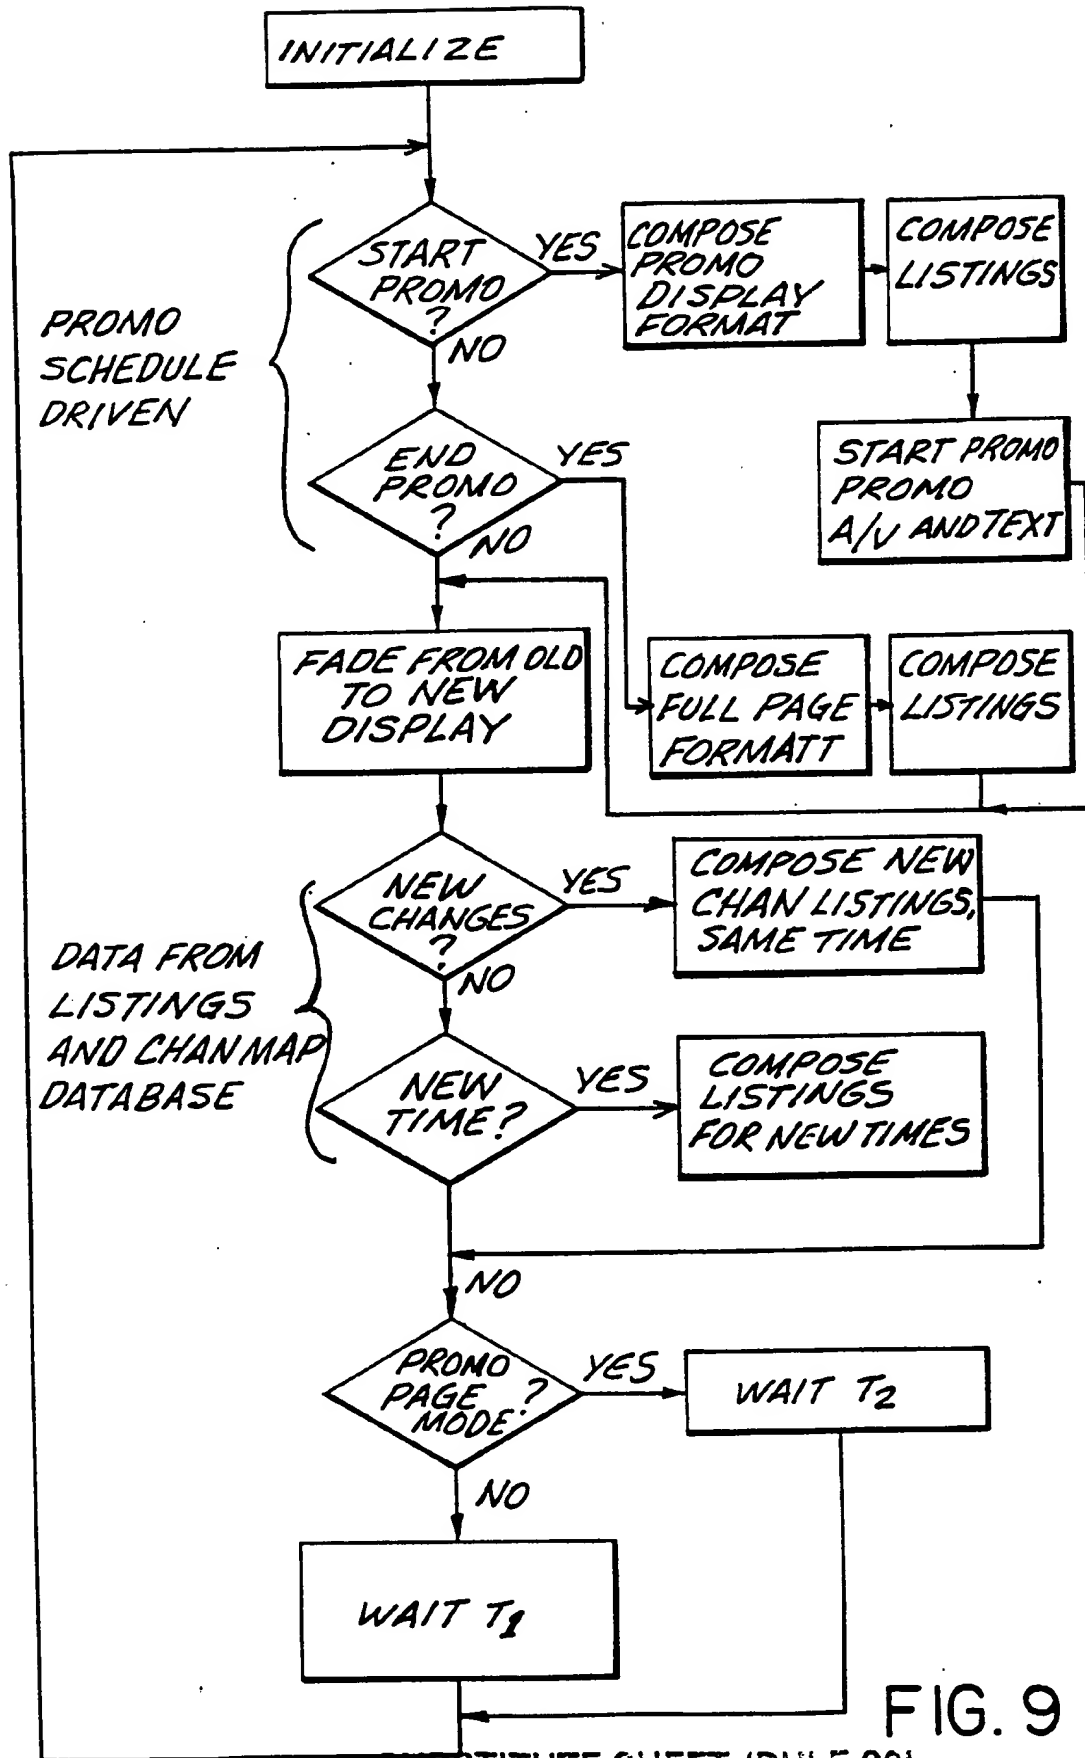 INITIALIZE
START
PROMO
?
YES
NO
COMPOSE
PROMO
DISPLAY
FORMAT
COMPOSE
LISTINGS
PROMO
SCHEDULE
DRIVEN
END
PROMO
?
YES
NO
START PROMO
PROMO
A/V AND TEXT
FADE FROM OLD
TO NEW
DISPLAY
COMPOSE
FULL PAGE
FORMATT
COMPOSE
LISTINGS
NEW
CHANGES
?
YES
NO
COMPOSE NEW
CHAN LISTINGS,
SAME TIME
DATA FROM
LISTINGS
AND CHAN MAP
DATABASE
NEW
TIME?
YES
COMPOSE
LISTINGS
FOR NEW TIMES
NO
PROMO
PAGE ?
MODE
YES
WAIT T2
NO
WAIT T1
FIG. 9